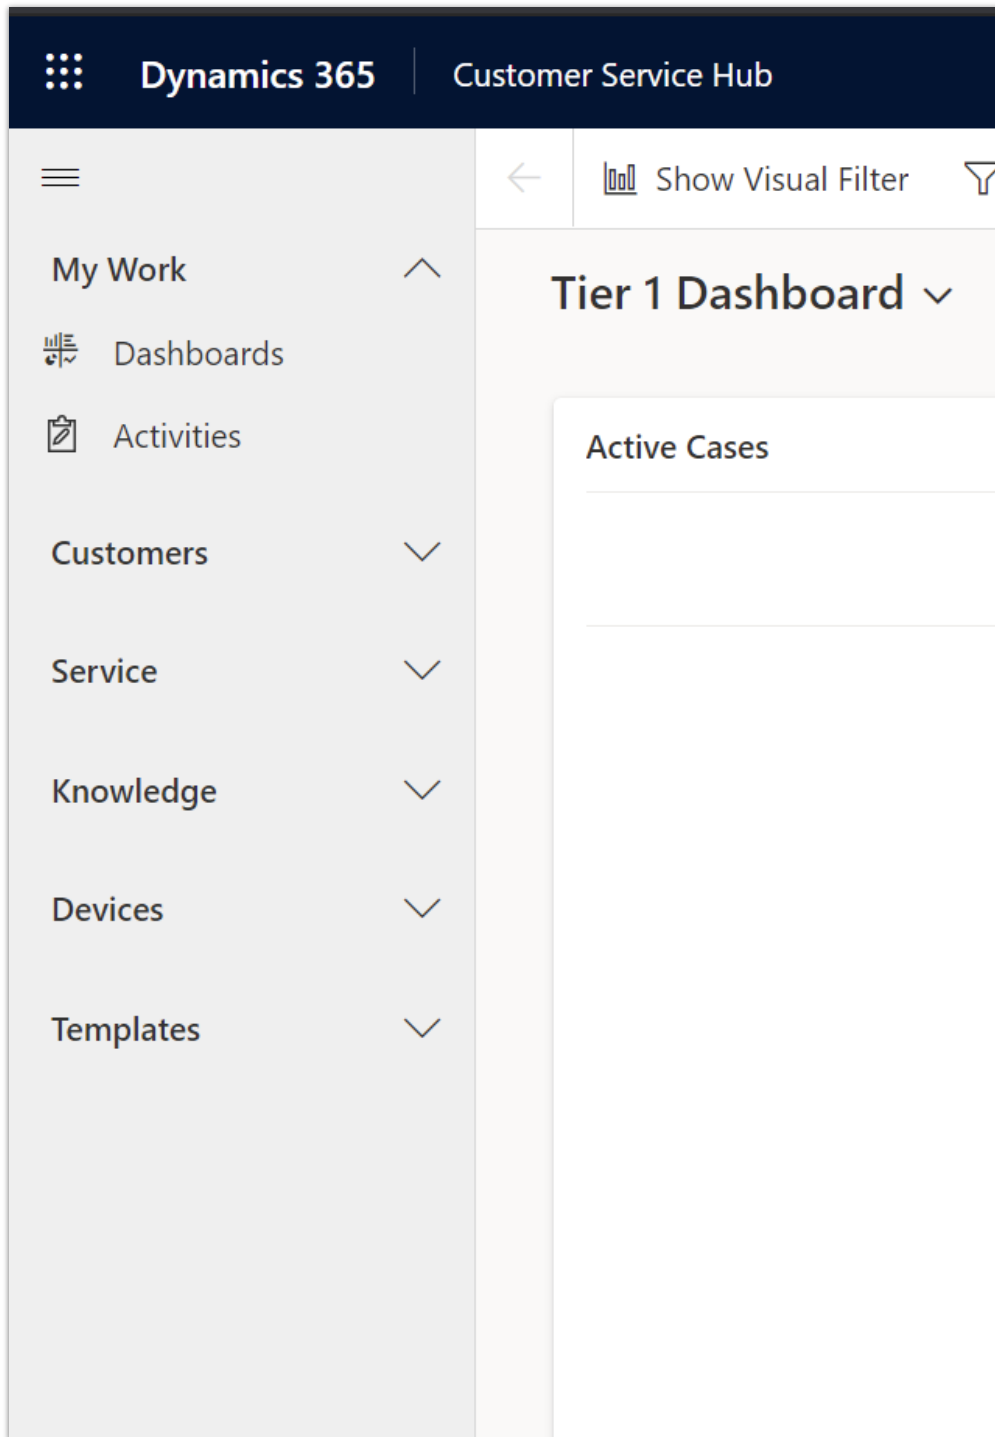 Dynamics 365
Customer Service Hub
Show Visual Filter
My Work
Dashboards
Activities
Customers
Service
Knowledge
Devices
Templates
Tier 1 Dashboard
Active Cases